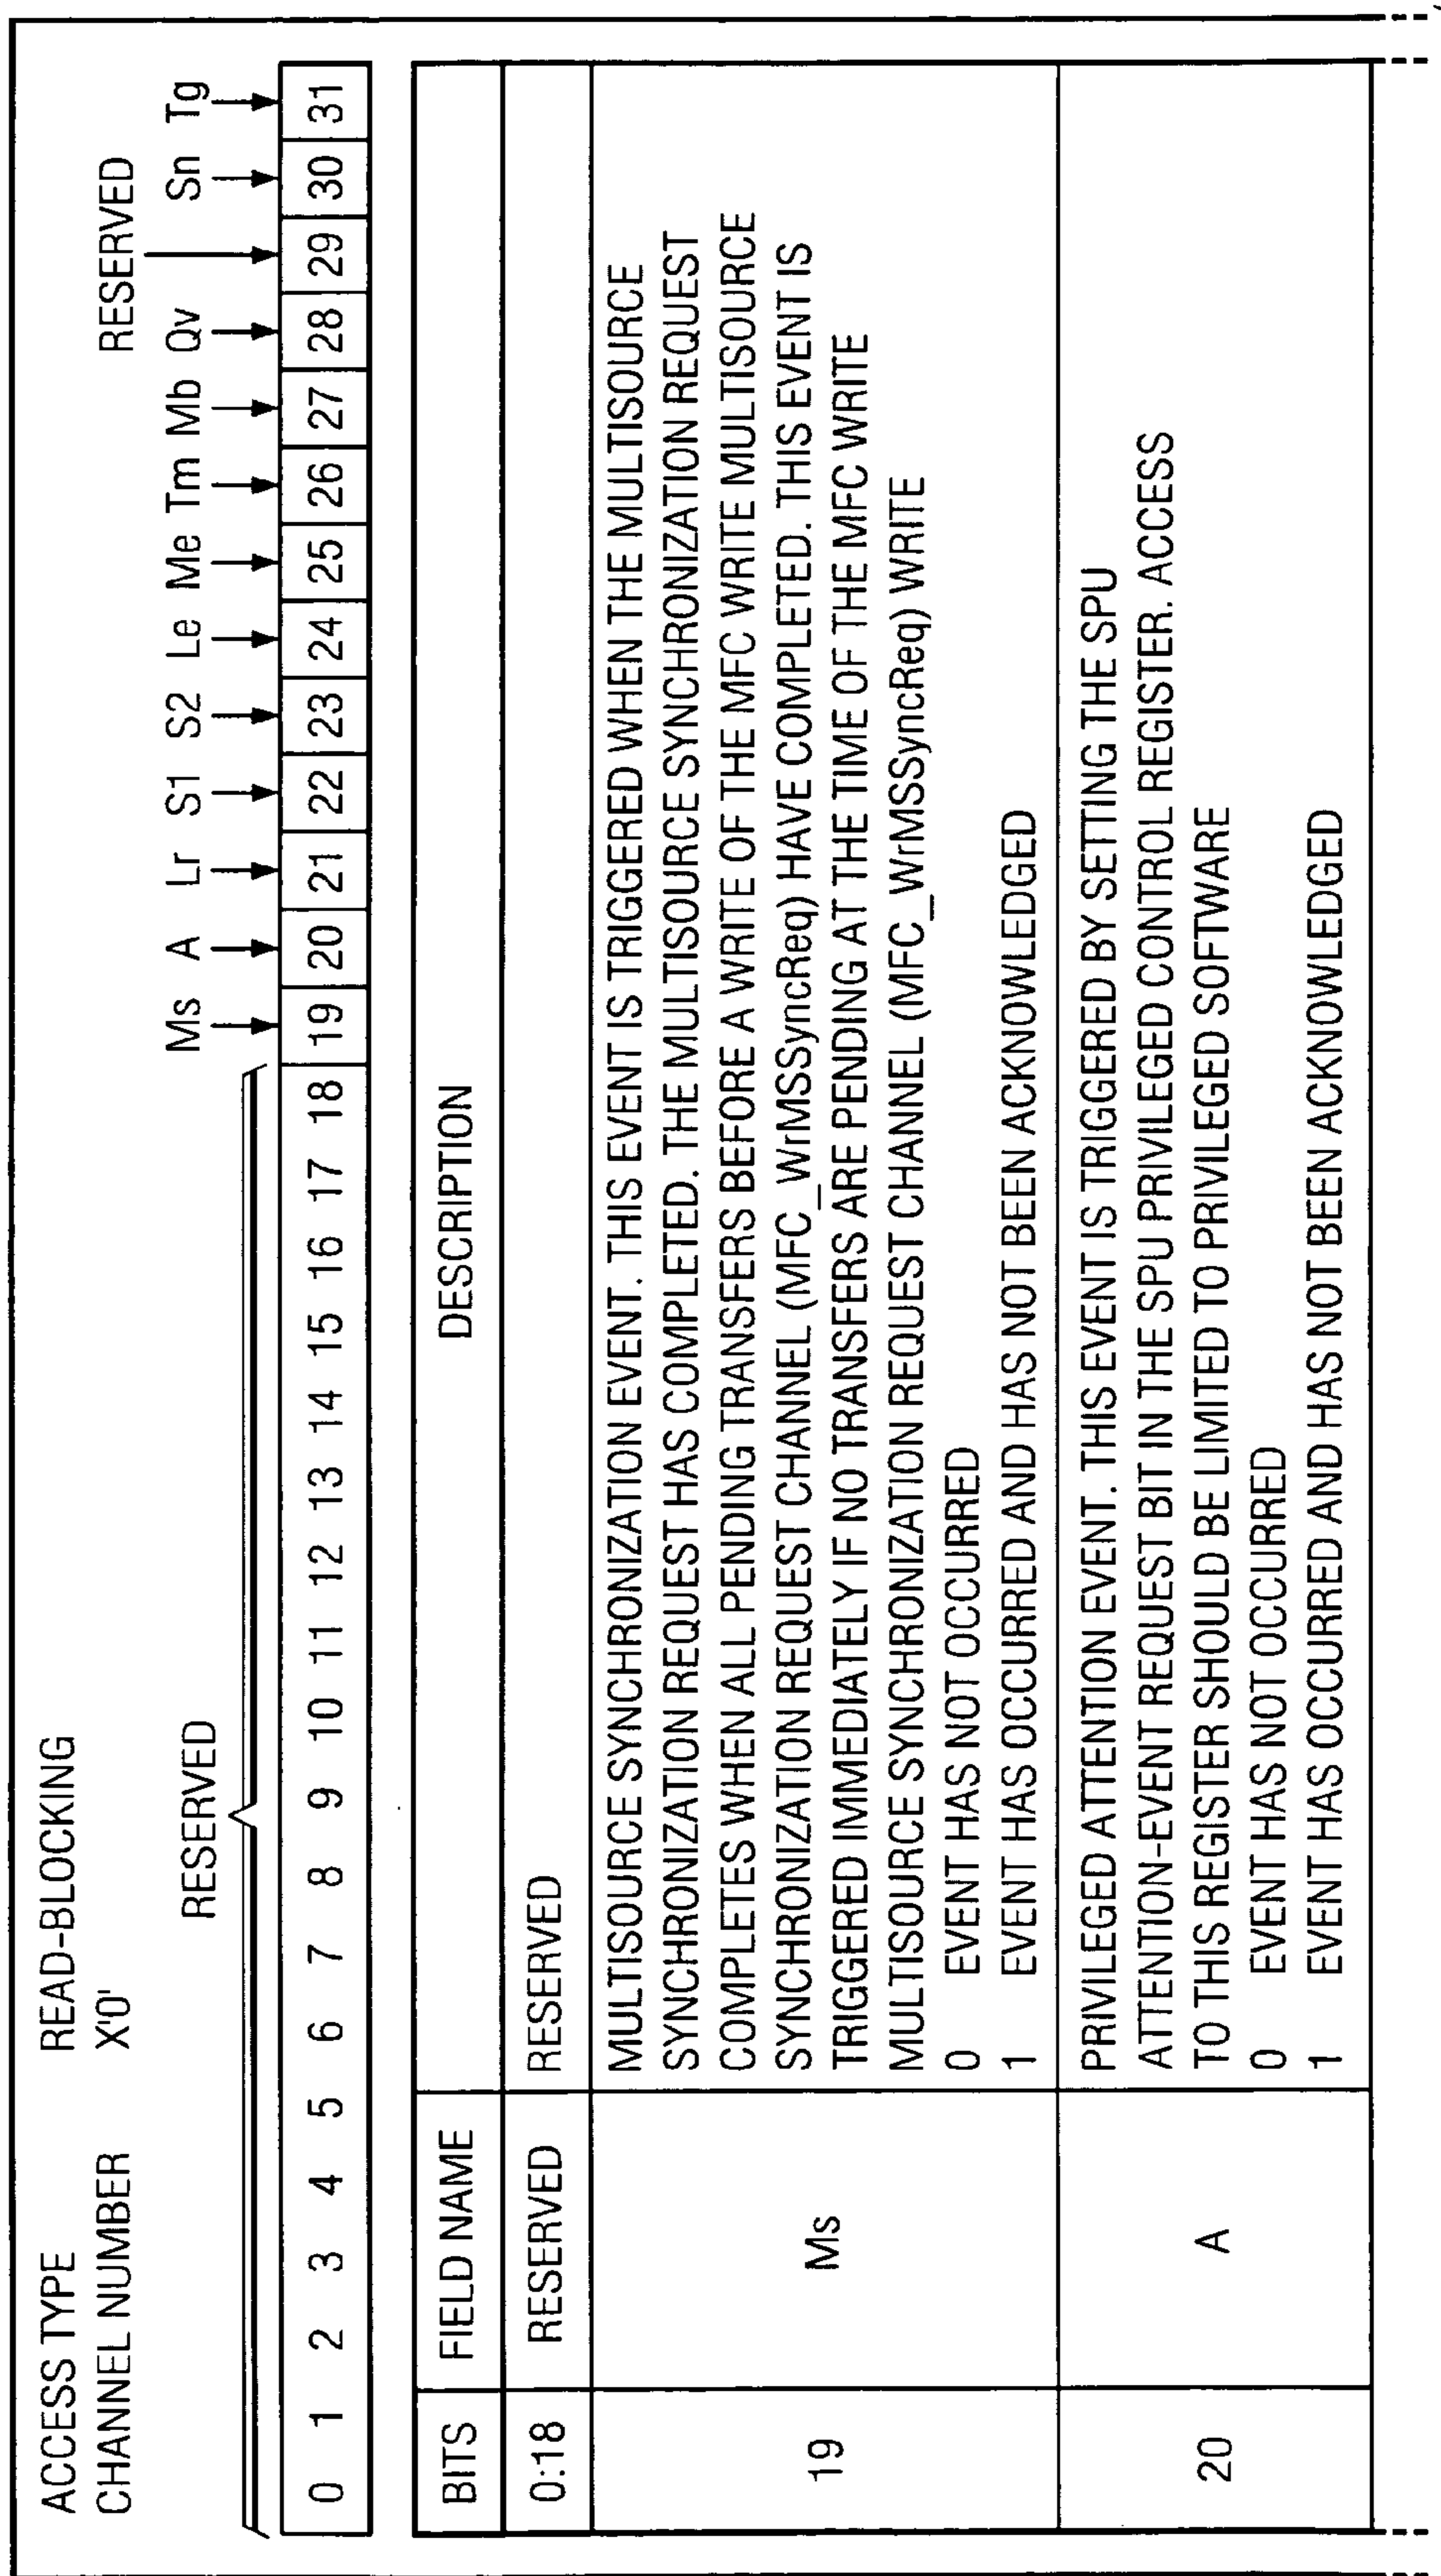 ACCESS TYPE READ-BLOCKING
CHANNEL NUMBER X'0'
RESERVED
RESERVED
Ms A Lr S1 S2 Le Me Tm Mb Qv Sn Tg
0 1 2 3 4 5 6 7 8 9 10 11 12 13 14 15 16 17 18 19 20 21 22 23 24 25 26 27 28 29 30 31
BITS FIELD NAME DESCRIPTION
0:18 RESERVED RESERVED
19 Ms
MULTISOURCE SYNCHRONIZATION EVENT. THIS EVENT IS TRIGGERED WHEN THE MULTISOURCE
SYNCHRONIZATION REQUEST HAS COMPLETED. THE MULTISOURCE SYNCHRONIZATION REQUEST
COMPLETES WHEN ALL PENDING TRANSFERS BEFORE A WRITE OF THE MFC WRITE MULTISOURCE
SYNCHRONIZATION REQUEST CHANNEL (MFC_WrMSSyncReq) HAVE COMPLETED. THIS EVENT IS
TRIGGERED IMMEDIATELY IF NO TRANSFERS ARE PENDING AT THE TIME OF THE MFC WRITE
MULTISOURCE SYNCHRONIZATION REQUEST CHANNEL (MFC_WrMSSyncReq) WRITE
0 EVENT HAS NOT OCCURRED
1 EVENT HAS OCCURRED AND HAS NOT BEEN ACKNOWLEDGED
20 A
PRIVILEGED ATTENTION EVENT. THIS EVENT IS TRIGGERED BY SETTING THE SPU
ATTENTION-EVENT REQUEST BIT IN THE SPU PRIVILEGED CONTROL REGISTER. ACCESS
TO THIS REGISTER SHOULD BE LIMITED TO PRIVILEGED SOFTWARE
0 EVENT HAS NOT OCCURRED
1 EVENT HAS OCCURRED AND HAS NOT BEEN ACKNOWLEDGED